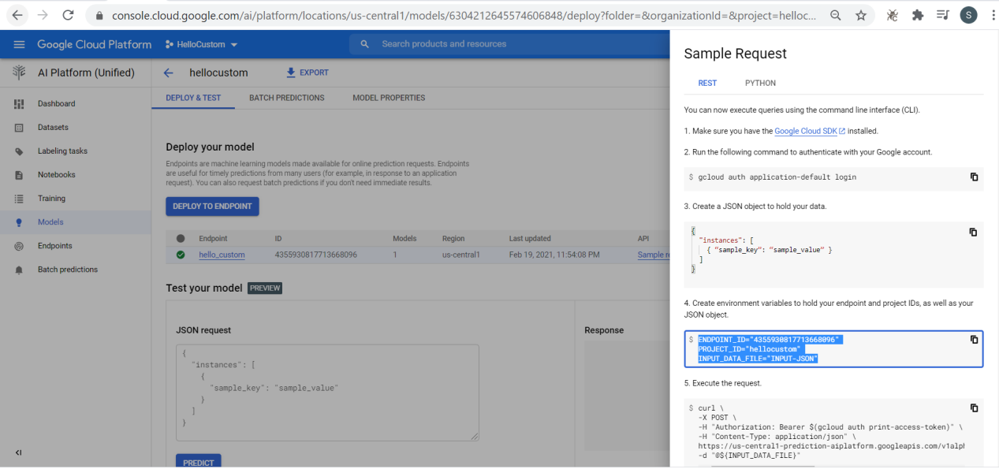 console.cloud.google.com/ai/platform/locations/us-central1/models/6304212645574606848/deploy?folder=&organizationId=&project=helloc...
S
Google Cloud Platform
HelloCustom
Search products and resources
AI Platform (Unified)
Dashboard
Datasets
Labeling tasks
Notebooks
Training
Models
Endpoints
Batch predictions
hellocustom
EXPORT
DEPLOY & TEST
BATCH PREDICTIONS
MODEL PROPERTIES
Deploy your model
Endpoints are machine learning models made available for online prediction requests. Endpoints
are useful for timely predictions from many users (for example, in response to an application
request). You can also request batch predictions if you don't need immediate results.
DEPLOY TO ENDPOINT
Endpoint ID Models Region Last updated API
hello_custom 4355930817713668096 1 us-central1 Feb 19, 2021, 11:54:08 PM Sample re
Test your model PREVIEW
JSON request
{
"instances": [
{
"sample_key": "sample_value"
}
]
}
PREDICT
Response
Sample Request
REST
PYTHON
You can now execute queries using the command line interface (CLI).
1. Make sure you have the Google Cloud SDK installed.
2. Run the following command to authenticate with your Google account.
$ gcloud auth application-default login
3. Create a JSON object to hold your data.
{
"instances": [
{ "sample_key": "sample_value" }
]
}
4. Create environment variables to hold your endpoint and project IDs, as well as your
JSON object.
$ ENDPOINT_ID="4355930817713668096"
PROJECT_ID="hellocustom"
INPUT_DATA_FILE="INPUT-JSON"
5. Execute the request.
$ curl \
-X POST \
-H "Authorization: Bearer $(gcloud auth print-access-token)" \
-H "Content-Type: application/json" \
https://us-central1-prediction-aiplatform.googleapis.com/v1alph
-d "@${INPUT_DATA_FILE}"